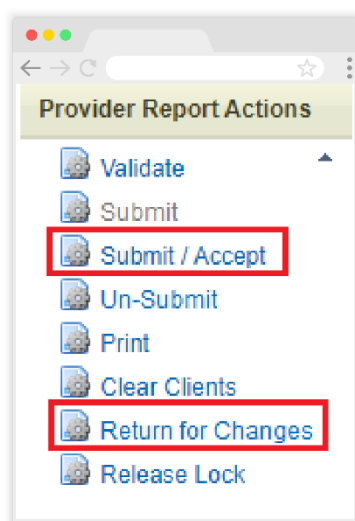 Provider Report Actions
Validate
Submit
Submit / Accept
Un-Submit
Print
Clear Clients
Return for Changes
Release Lock